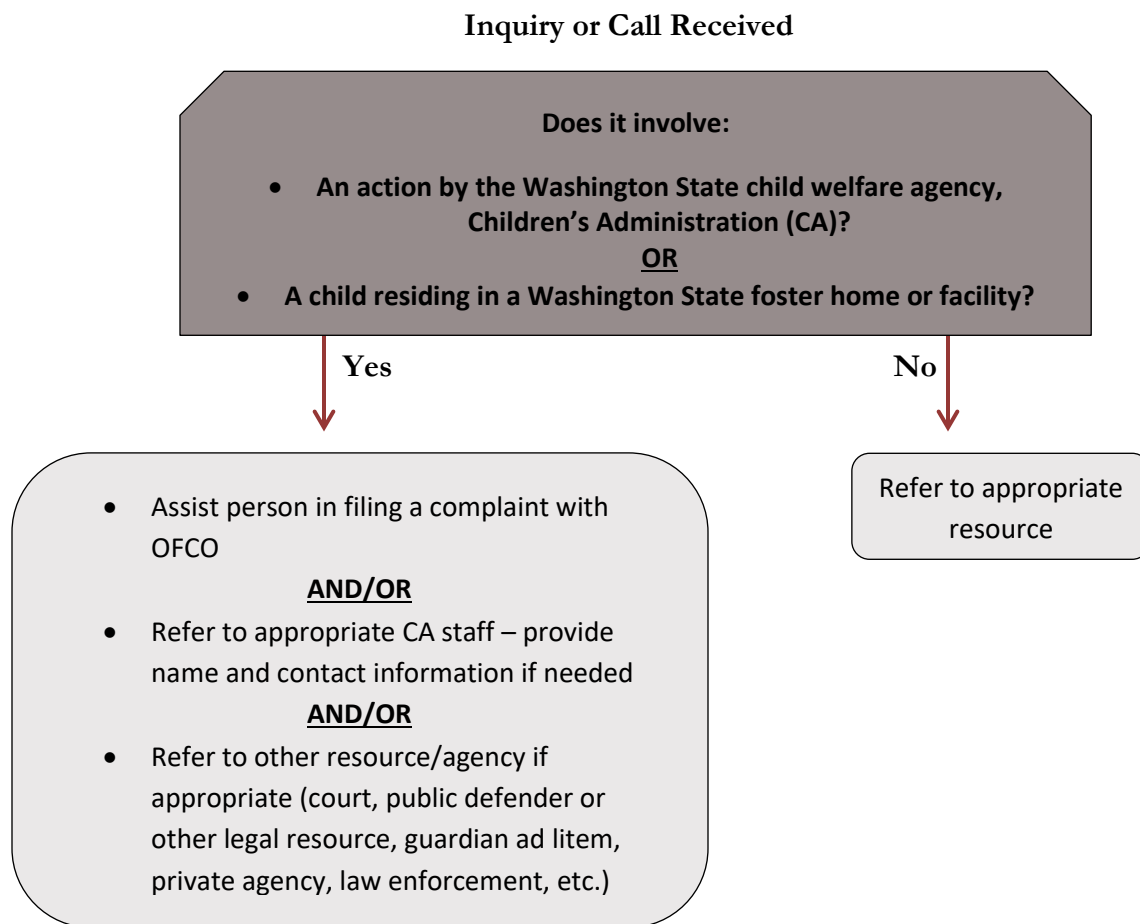 Inquiry or Call Received
Does it involve:
• An action by the Washington State child welfare agency,
Children’s Administration (CA)?
OR
• A child residing in a Washington State foster home or facility?
Yes
No
• Assist person in filing a complaint with
OFCO
AND/OR
• Refer to appropriate CA staff – provide
name and contact information if needed
AND/OR
• Refer to other resource/agency if
appropriate (court, public defender or
other legal resource, guardian ad litem,
private agency, law enforcement, etc.)
Refer to appropriate
resource